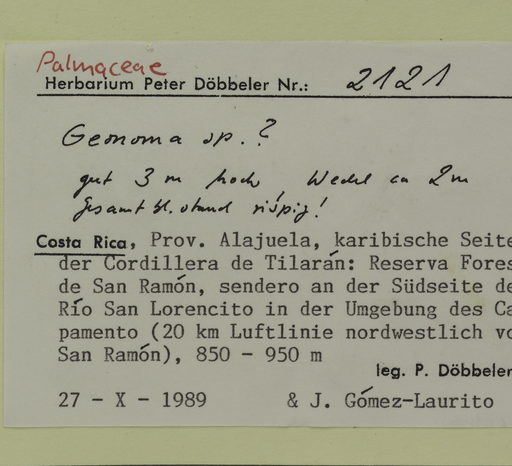 Palmaceae
Herbarium Peter Döbbeler Nr.: 2121
Geonoma sp.?
gut 3 m hoch, Wedel ca 2 m
Gesamtbl.stand rispig!
Costa Rica, Prov. Alajuela, karibische Seite
der Cordillera de Tilarán: Reserva Fores
de San Ramón, sendero an der Südseite de
Río San Lorencito in der Umgebung des Ca
pamento (20 km Luftlinie nordwestlich vo
San Ramón), 850 - 950 m
leg. P. Döbbeler
27 - X - 1989 & J. Gómez-Laurito